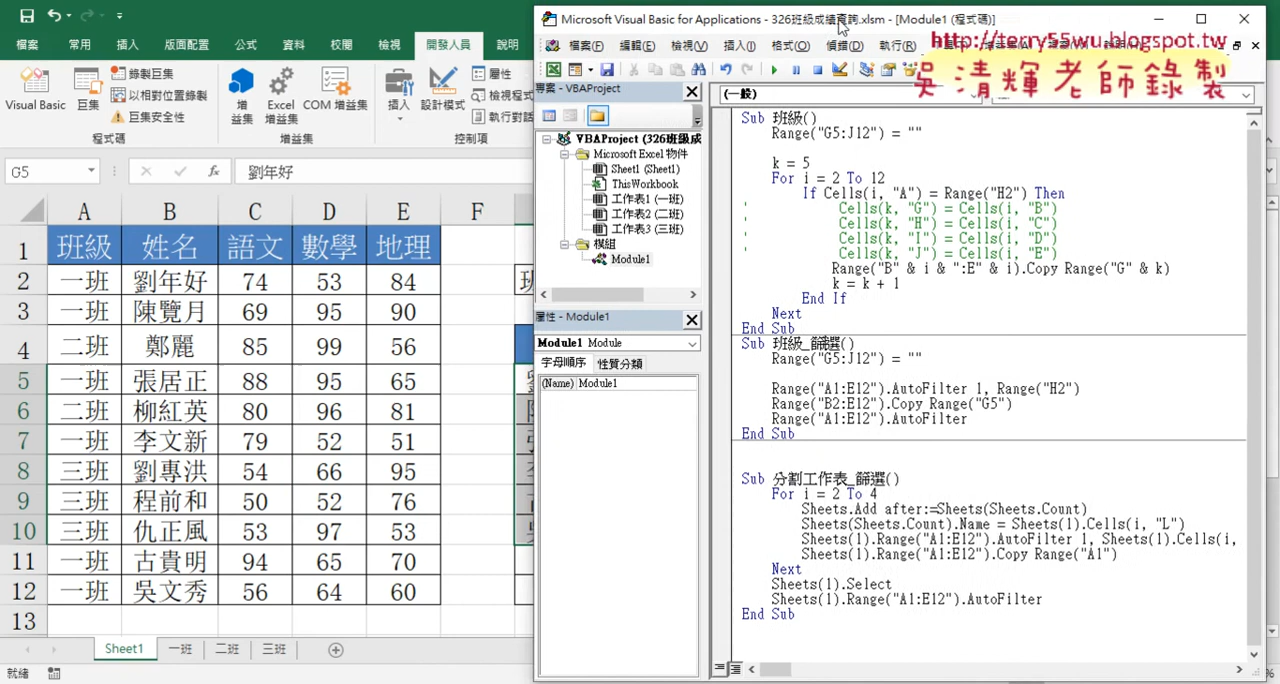 Microsoft Visual Basic for Applications - 326班級成績查詢.xlsm - [Module1 (程式碼)]
檔案 常用 插入 版面配置 公式 資料 校閱 檢視 開發人員 說明
檔案(F) 編輯(E) 檢視(V) 插入(I) 格式(O) 偵錯(D) 執行(R)
http://terry55wu.blogspot.tw
吳清輝老師錄製
Visual Basic 巨集 錄製巨集 以相對位置錄製 巨集安全性
增益集 Excel 增益集 COM 增益集
插入 設計模式 屬性 檢視程式 執行對話
程式碼 增益集 控制項
G5 fx 劉年好
A B C D E F
1 班級 姓名 語文 數學 地理
2 一班 劉年好 74 53 84
3 一班 陳覽月 69 95 90
4 二班 鄭麗 85 99 56
5 一班 張居正 88 95 65
6 二班 柳紅英 80 96 81
7 一班 李文新 79 52 51
8 三班 劉專洪 54 66 95
9 三班 程前和 50 52 76
10 三班 仇正風 53 97 53
11 一班 古貴明 94 65 70
12 一班 吳文秀 56 64 60
13
Sheet1 一班 二班 三班
就緒
專案 - VBAProject
VBAProject (326班級成
Microsoft Excel 物件
Sheet1 (Sheet1)
ThisWorkbook
工作表1 (一班)
工作表2 (二班)
工作表3 (三班)
模組
Module1
屬性 - Module1
Module1 Module
字母順序 性質分類
(Name) Module1
(一般)
Sub 班級()
Range("G5:J12") = ""
k = 5
For i = 2 To 12
If Cells(i, "A") = Range("H2") Then
' Cells(k, "G") = Cells(i, "B")
' Cells(k, "H") = Cells(i, "C")
' Cells(k, "I") = Cells(i, "D")
' Cells(k, "J") = Cells(i, "E")
Range("B" & i & ":E" & i).Copy Range("G" & k)
k = k + 1
End If
Next
End Sub
Sub 班級_篩選()
Range("G5:J12") = ""
Range("A1:E12").AutoFilter 1, Range("H2")
Range("B2:E12").Copy Range("G5")
Range("A1:E12").AutoFilter
End Sub
Sub 分割工作表_篩選()
For i = 2 To 4
Sheets.Add after:=Sheets(Sheets.Count)
Sheets(Sheets.Count).Name = Sheets(1).Cells(i, "L")
Sheets(1).Range("A1:E12").AutoFilter 1, Sheets(1).Cells(i,
Sheets(1).Range("A1:E12").Copy Range("A1")
Next
Sheets(1).Select
Sheets(1).Range("A1:E12").AutoFilter
End Sub